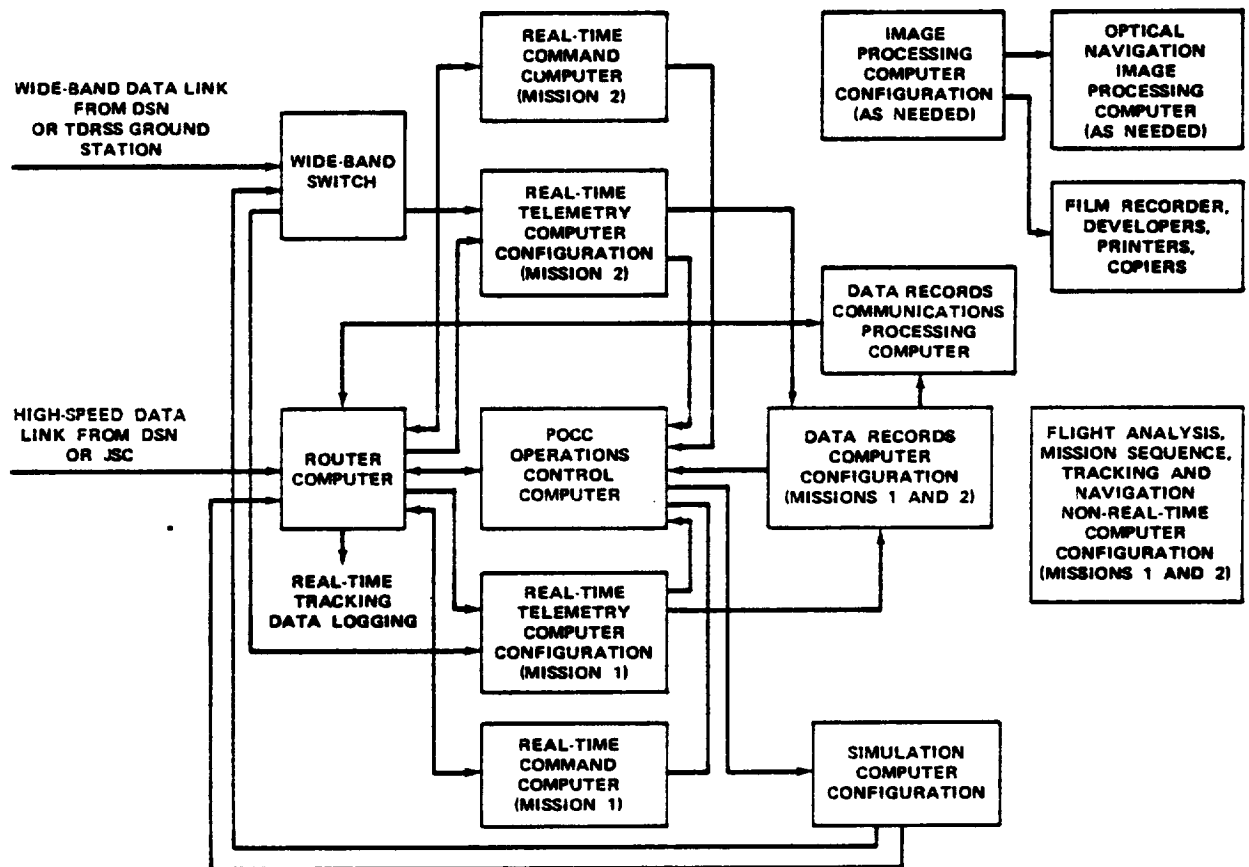 REAL-TIME
COMMAND
COMPUTER
(MISSION 2)
IMAGE
PROCESSING
COMPUTER
CONFIGURATION
(AS NEEDED)
OPTICAL
NAVIGATION
IMAGE
PROCESSING
COMPUTER
(AS NEEDED)
WIDE-BAND DATA LINK
FROM DSN
OR TDRSS GROUND
STATION
WIDE-BAND
SWITCH
REAL-TIME
TELEMETRY
COMPUTER
CONFIGURATION
(MISSION 2)
FILM RECORDER,
DEVELOPERS,
PRINTERS,
COPIERS
DATA RECORDS
COMMUNICATIONS
PROCESSING
COMPUTER
HIGH-SPEED DATA
LINK FROM DSN
OR JSC
ROUTER
COMPUTER
POCC
OPERATIONS
CONTROL
COMPUTER
DATA RECORDS
COMPUTER
CONFIGURATION
(MISSIONS 1 AND 2)
FLIGHT ANALYSIS,
MISSION SEQUENCE,
TRACKING AND
NAVIGATION
NON-REAL-TIME
COMPUTER
CONFIGURATION
(MISSIONS 1 AND 2)
REAL-TIME
TRACKING
DATA LOGGING
REAL-TIME
TELEMETRY
COMPUTER
CONFIGURATION
(MISSION 1)
REAL-TIME
COMMAND
COMPUTER
(MISSION 1)
SIMULATION
COMPUTER
CONFIGURATION